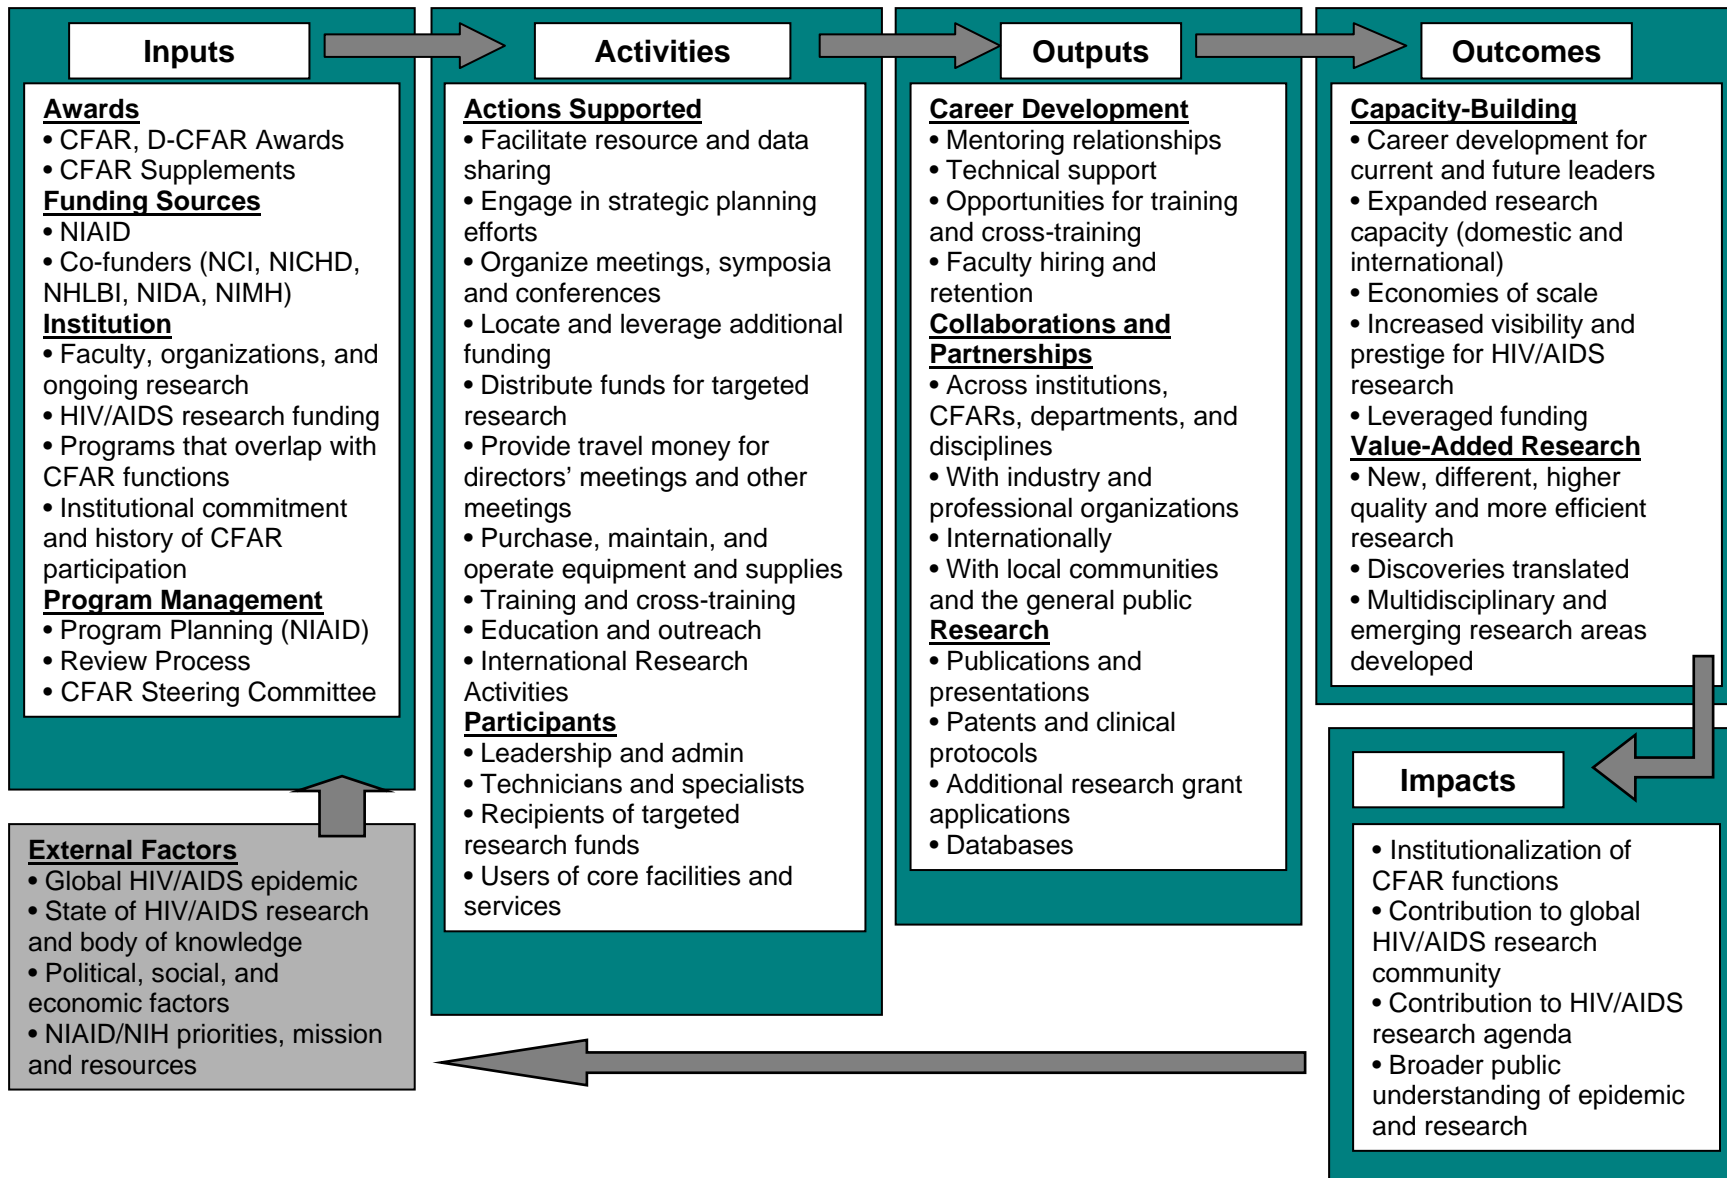 Inputs
Awards
• CFAR, D-CFAR Awards
• CFAR Supplements
Funding Sources
• NIAID
• Co-funders (NCI, NICHD,
NHLBI, NIDA, NIMH)
Institution
• Faculty, organizations, and
ongoing research
• HIV/AIDS research funding
• Programs that overlap with
CFAR functions
• Institutional commitment
and history of CFAR
participation
Program Management
• Program Planning (NIAID)
• Review Process
• CFAR Steering Committee
External Factors
• Global HIV/AIDS epidemic
• State of HIV/AIDS research
and body of knowledge
• Political, social, and
economic factors
• NIAID/NIH priorities, mission
and resources
Activities
Actions Supported
• Facilitate resource and data
sharing
• Engage in strategic planning
efforts
• Organize meetings, symposia
and conferences
• Locate and leverage additional
funding
• Distribute funds for targeted
research
• Provide travel money for
directors’ meetings and other
meetings
• Purchase, maintain, and
operate equipment and supplies
• Training and cross-training
• Education and outreach
• International Research
Activities
Participants
• Leadership and admin
• Technicians and specialists
• Recipients of targeted
research funds
• Users of core facilities and
services
Outputs
Career Development
• Mentoring relationships
• Technical support
• Opportunities for training
and cross-training
• Faculty hiring and
retention
Collaborations and
Partnerships
• Across institutions,
CFARs, departments, and
disciplines
• With industry and
professional organizations
• Internationally
• With local communities
and the general public
Research
• Publications and
presentations
• Patents and clinical
protocols
• Additional research grant
applications
• Databases
Outcomes
Capacity-Building
• Career development for
current and future leaders
• Expanded research
capacity (domestic and
international)
• Economies of scale
• Increased visibility and
prestige for HIV/AIDS
research
• Leveraged funding
Value-Added Research
• New, different, higher
quality and more efficient
research
• Discoveries translated
• Multidisciplinary and
emerging research areas
developed
Impacts
• Institutionalization of
CFAR functions
• Contribution to global
HIV/AIDS research
community
• Contribution to HIV/AIDS
research agenda
• Broader public
understanding of epidemic
and research